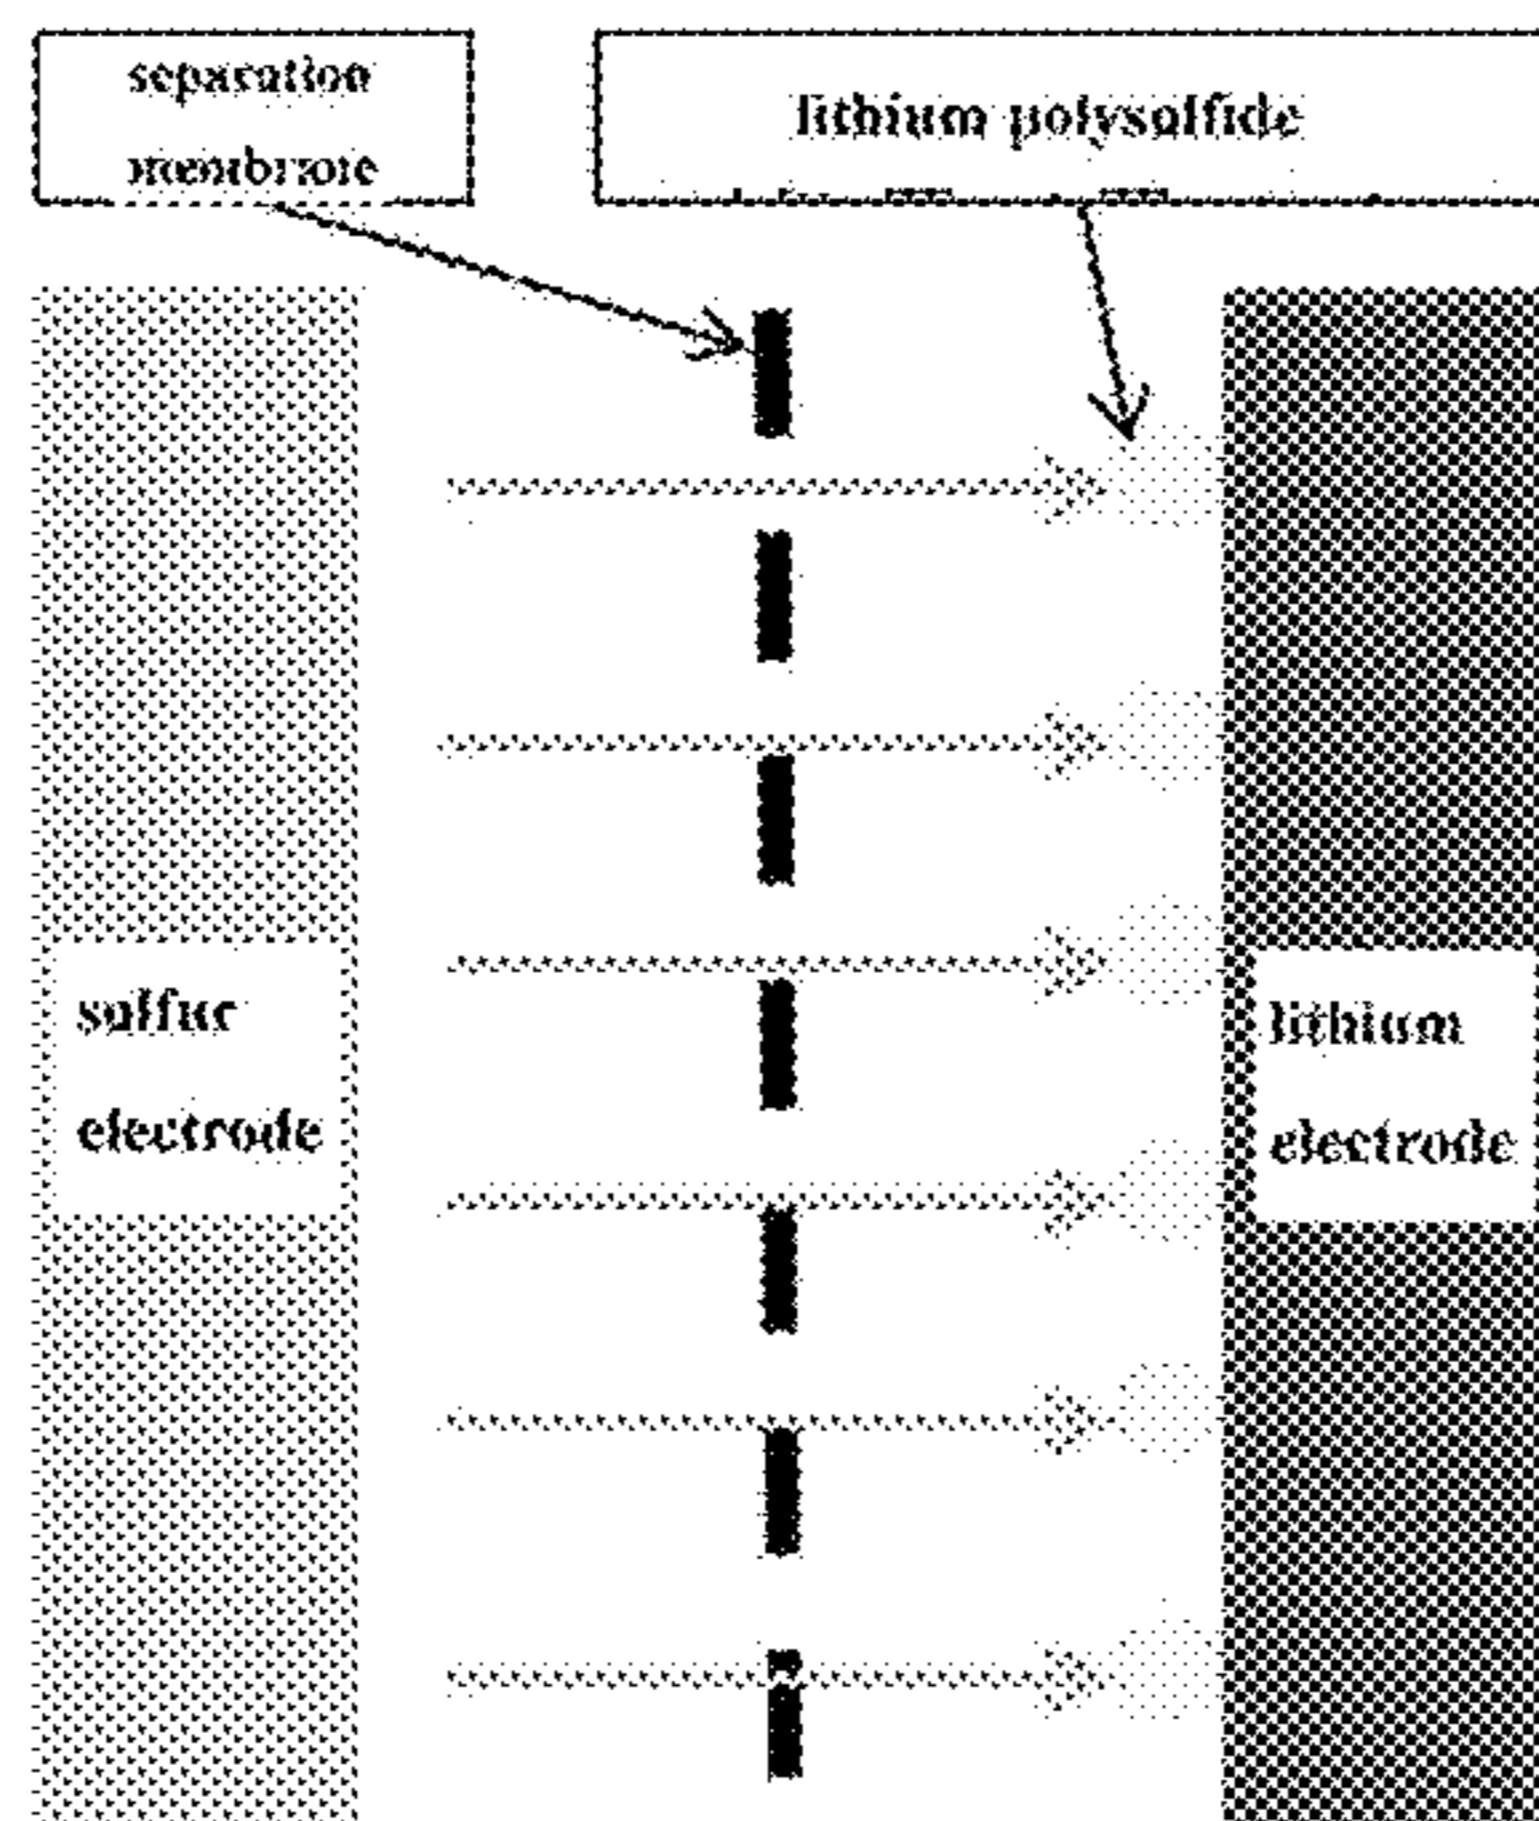 separation
membrane
lithium polysulfide
sulfur
electrode
lithium
electrode